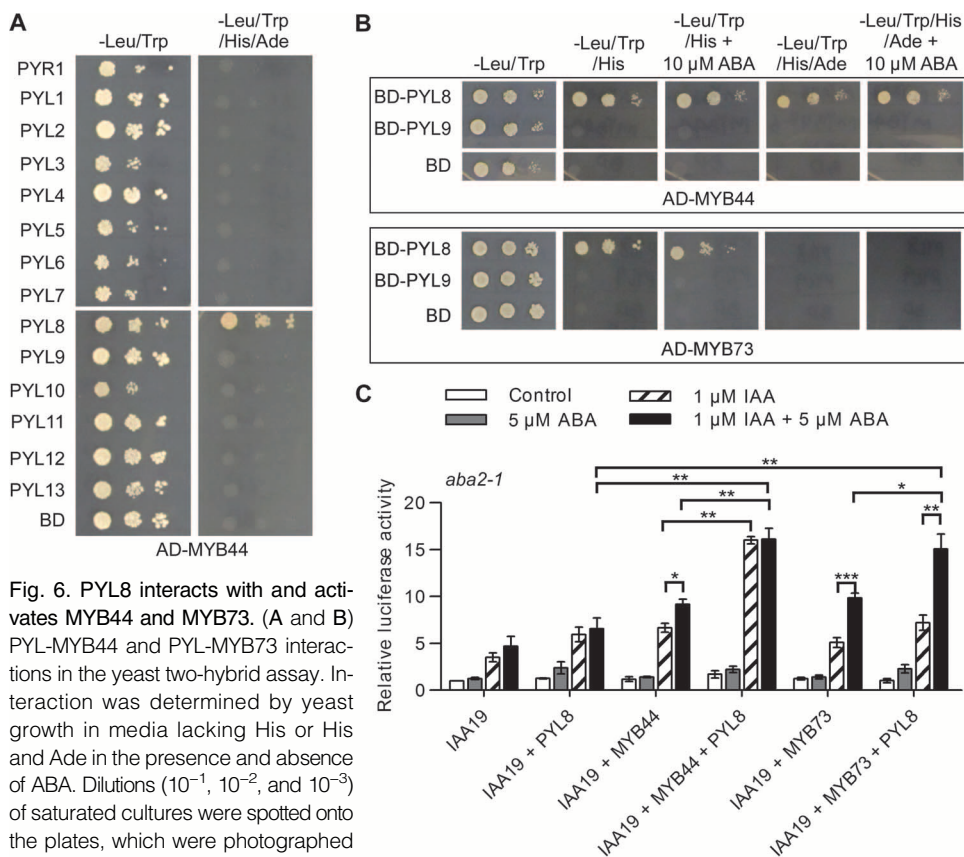 A
-Leu/Trp
-Leu/Trp
/His/Ade
PYR1
PYL1
PYL2
PYL3
PYL4
PYL5
PYL6
PYL7
PYL8
PYL9
PYL10
PYL11
PYL12
PYL13
BD
AD-MYB44
B
-Leu/Trp
-Leu/Trp
/His
-Leu/Trp
/His +
10 µM ABA
-Leu/Trp
/His/Ade
-Leu/Trp/His
/Ade +
10 µM ABA
BD-PYL8
BD-PYL9
BD
AD-MYB44
BD-PYL8
BD-PYL9
BD
AD-MYB73
C
Control
5 µM ABA
1 µM IAA
1 µM IAA + 5 µM ABA
aba2-1
Relative luciferase activity
20
15
10
5
0
**
**
*
**
**
**
*
***
IAA19
IAA19 + PYL8
IAA19 + MYB44
IAA19 + MYB44 + PYL8
IAA19 + MYB73
IAA19 + MYB73 + PYL8
Fig. 6. PYL8 interacts with and acti-
vates MYB44 and MYB73. (A and B)
PYL-MYB44 and PYL-MYB73 interac-
tions in the yeast two-hybrid assay. In-
teraction was determined by yeast
growth in media lacking His or His
and Ade in the presence and absence
of ABA. Dilutions (10⁻¹, 10⁻², and 10⁻³)
of saturated cultures were spotted onto
the plates, which were photographed